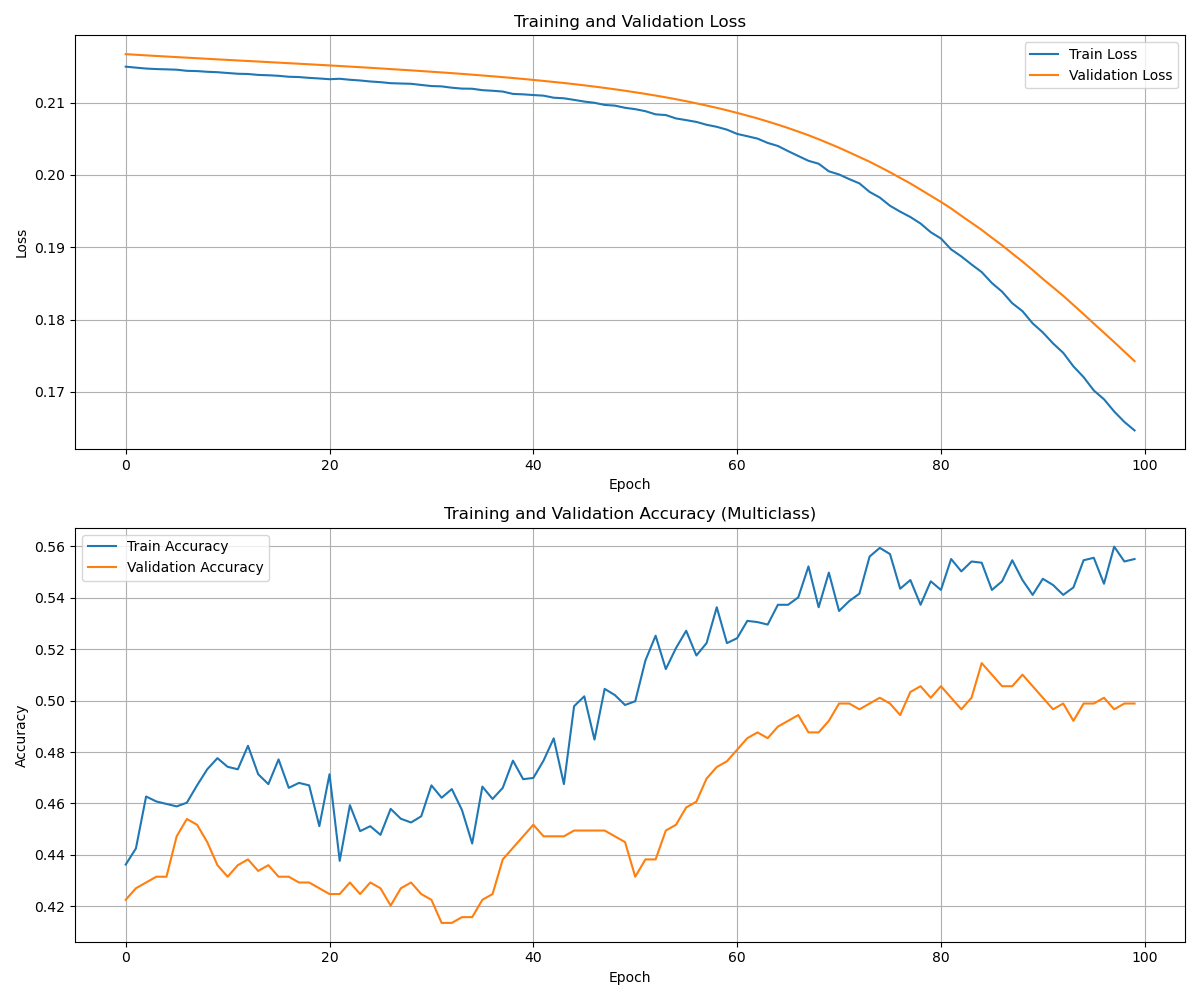 Training and Validation Loss
Train Loss
Validation Loss
0.21
0.20
0.19
0.18
0.17
Loss
0 20 40 60 80 100
Epoch
Training and Validation Accuracy (Multiclass)
Train Accuracy
Validation Accuracy
0.56
0.54
0.52
0.50
0.48
0.46
0.44
0.42
Accuracy
0 20 40 60 80 100
Epoch